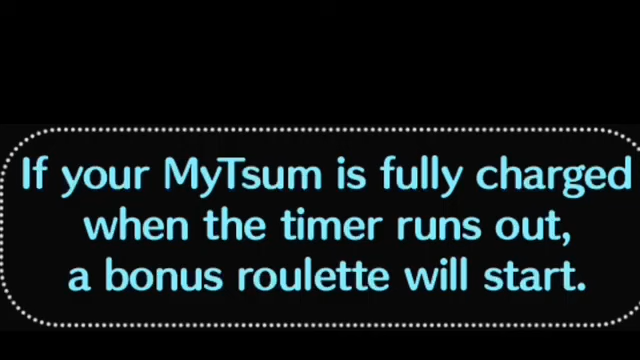 If your MyTsum is fully charged
when the timer runs out,
a bonus roulette will start.